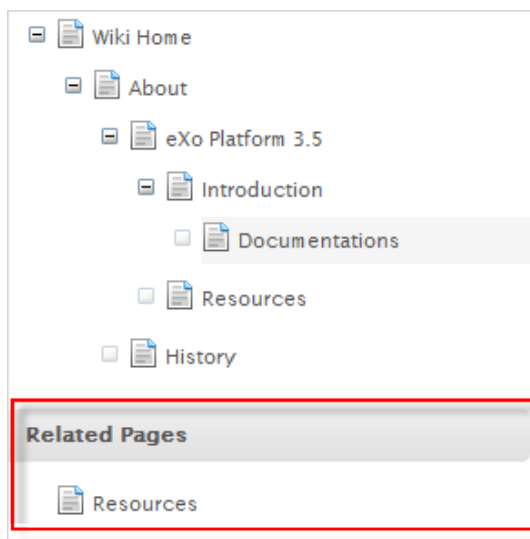 Wiki Home
About
eXo Platform 3.5
Introduction
Documentations
Resources
History
Related Pages
Resources